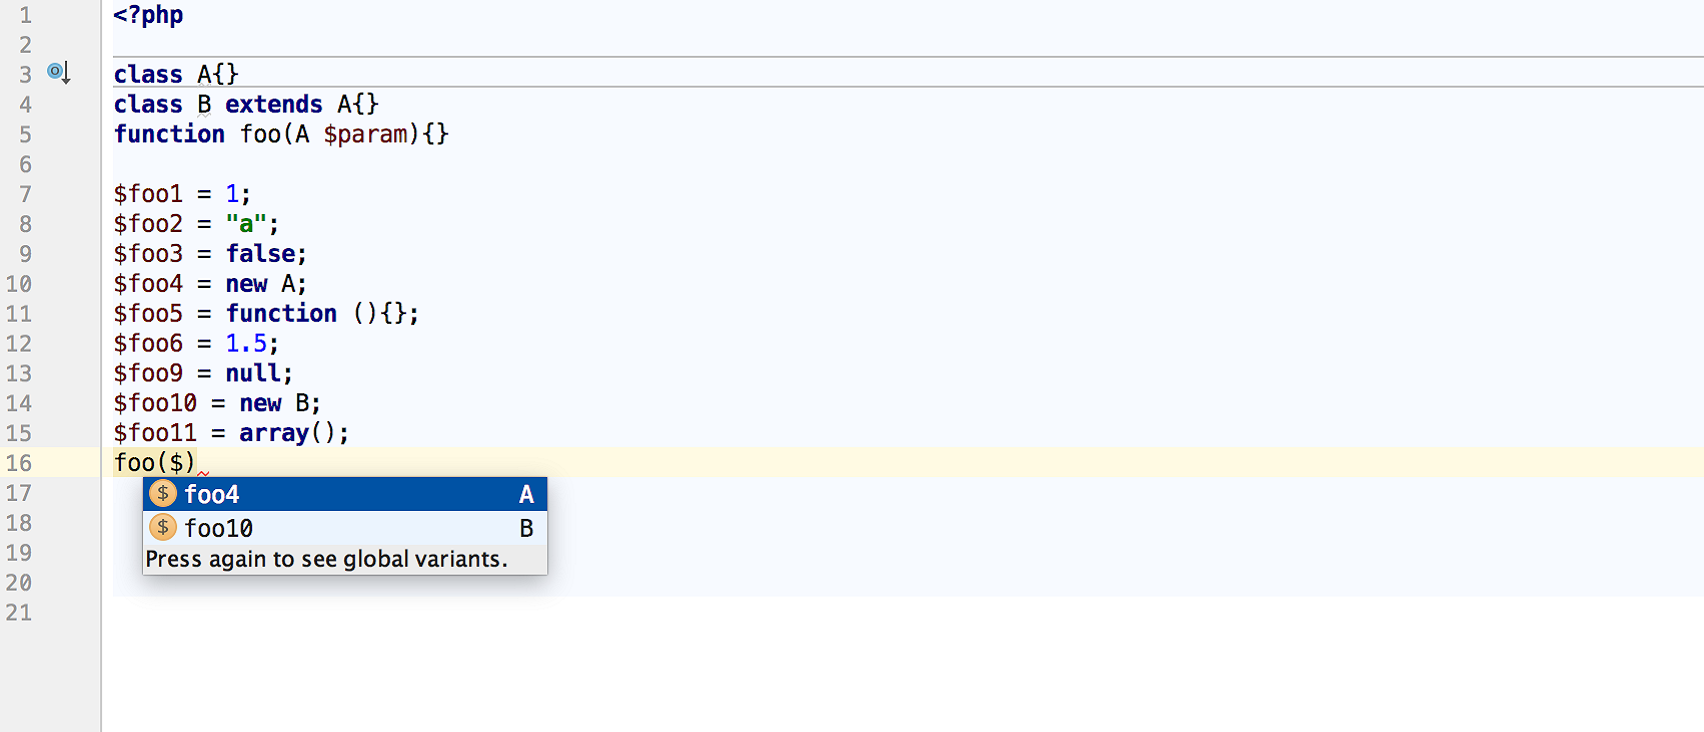 1 <?php
2
3 class A{}
4 class B extends A{}
5 function foo(A $param){}
6
7 $foo1 = 1;
8 $foo2 = "a";
9 $foo3 = false;
10 $foo4 = new A;
11 $foo5 = function (){};
12 $foo6 = 1.5;
13 $foo9 = null;
14 $foo10 = new B;
15 $foo11 = array();
16 foo($)
17 $ foo4 A
18 $ foo10 B
19 Press again to see global variants.
20
21